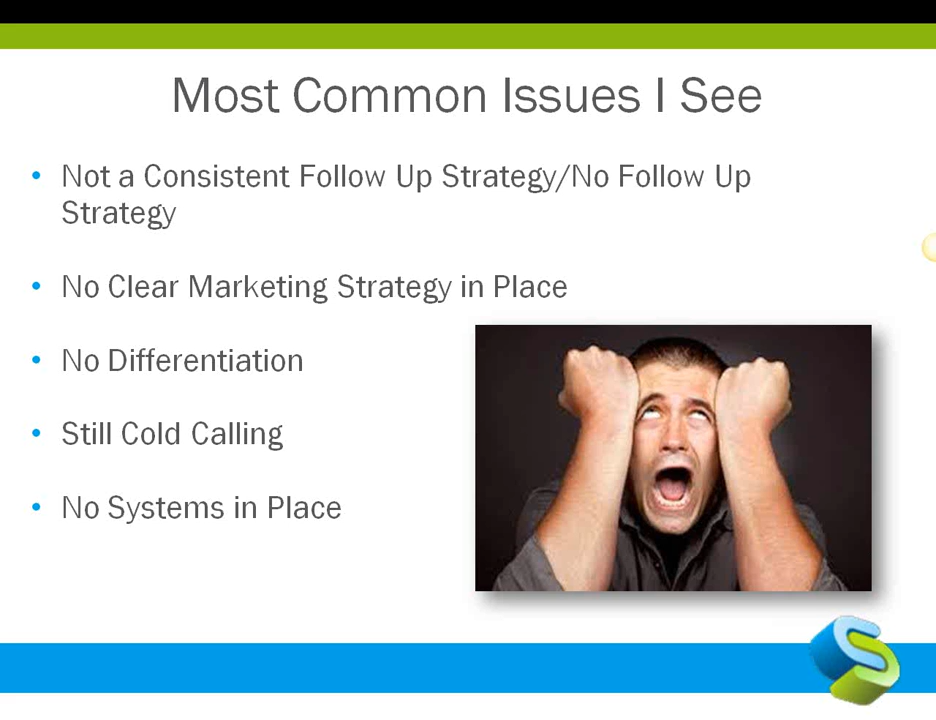 Most Common Issues I See
• Not a Consistent Follow Up Strategy/No Follow Up
Strategy
• No Clear Marketing Strategy in Place
• No Differentiation
• Still Cold Calling
• No Systems in Place